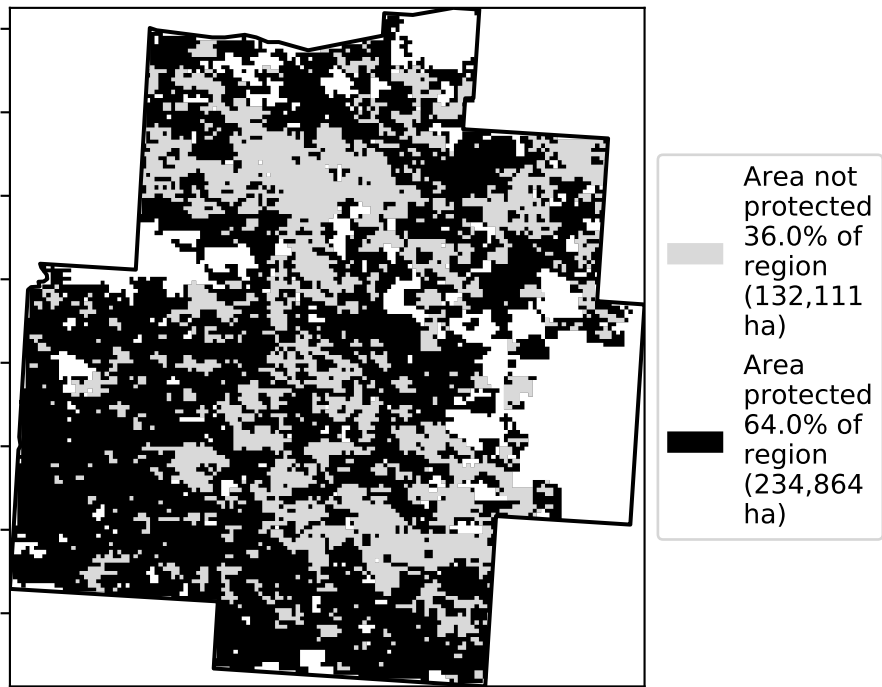 Area not
protected
36.0% of
region
(132,111
ha)
Area
protected
64.0% of
region
(234,864
ha)